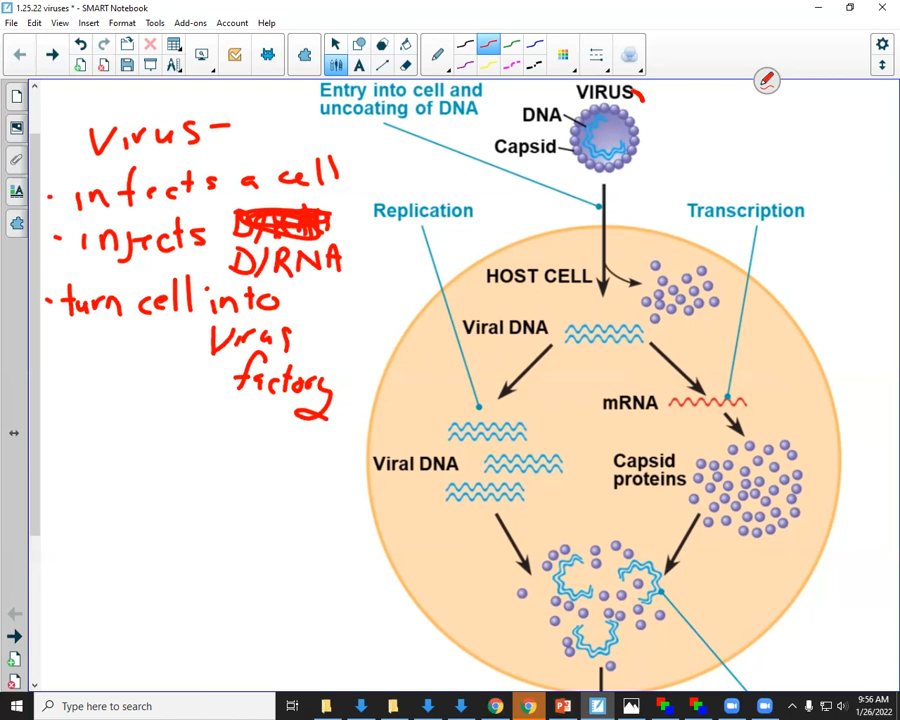 1.25.22 viruses * - SMART Notebook
File Edit View Insert Format Tools Add-ons Account Help
Entry into cell and
uncoating of DNA
VIRUS
DNA
Capsid
Virus -
• infects a cell
• injects
D/RNA
• turn cell into
Virus
factory
Replication
Transcription
HOST CELL
Viral DNA
mRNA
Viral DNA
Capsid
proteins
Type here to search
9:56 AM
1/26/2022